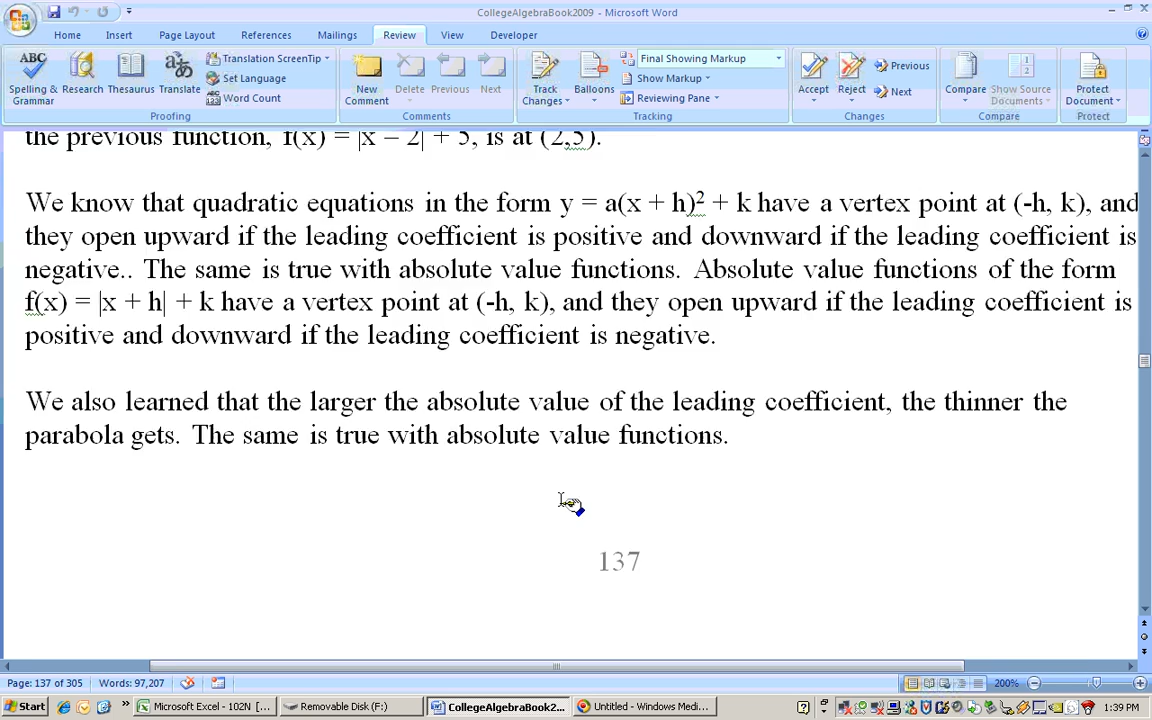 CollegeAlgebraBook2009 - Microsoft Word
Home Insert Page Layout References Mailings Review View Developer
ABC Spelling & Grammar
Research
Thesaurus
Translate
Translation ScreenTip
Set Language
Word Count
Proofing
New Comment
Delete
Previous
Next
Comments
Track Changes
Balloons
Final Showing Markup
Show Markup
Reviewing Pane
Tracking
Accept
Reject
Previous
Next
Changes
Compare
Show Source Documents
Compare
Protect Document
Protect
the previous function, f(x) = |x – 2| + 5, is at (2,5).
We know that quadratic equations in the form y = a(x + h)² + k have a vertex point at (-h, k), and
they open upward if the leading coefficient is positive and downward if the leading coefficient is
negative.. The same is true with absolute value functions. Absolute value functions of the form
f(x) = |x + h| + k have a vertex point at (-h, k), and they open upward if the leading coefficient is
positive and downward if the leading coefficient is negative.
We also learned that the larger the absolute value of the leading coefficient, the thinner the
parabola gets. The same is true with absolute value functions.
137
Page: 137 of 305 Words: 97,207 200%
Start Microsoft Excel - 102N [... Removable Disk (F:) CollegeAlgebraBook2... Untitled - Windows Medi... 1:39 PM